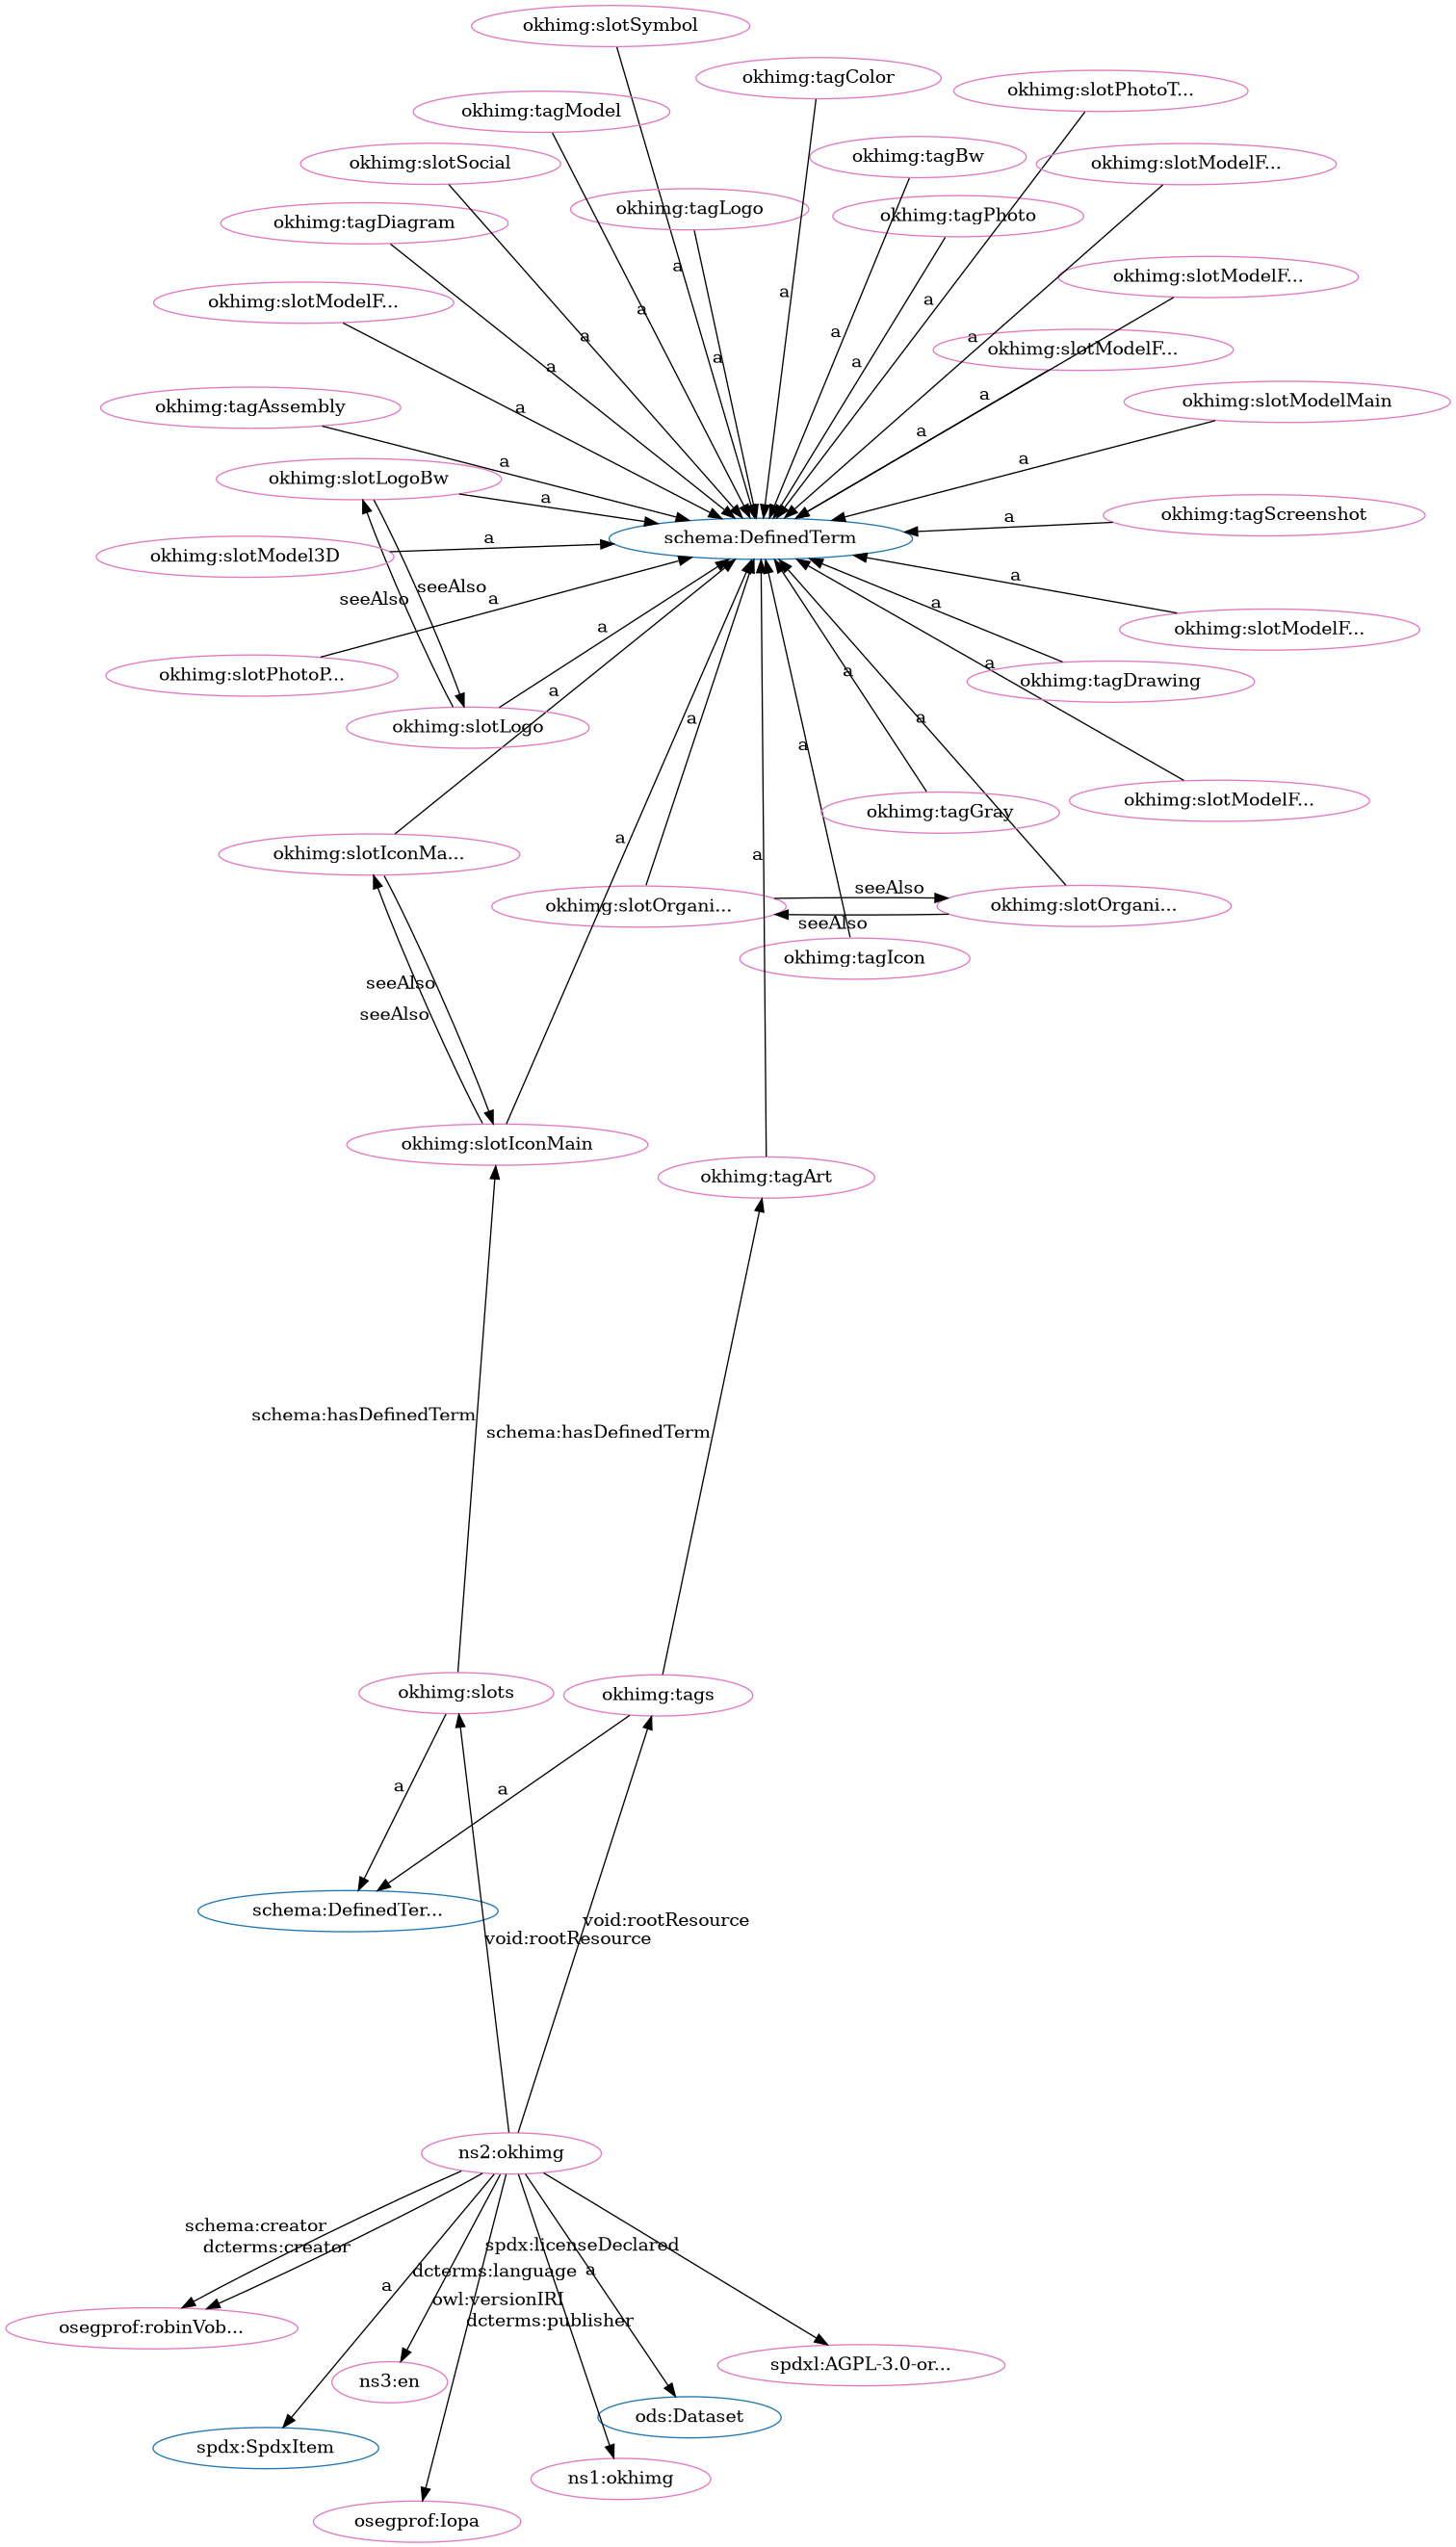 okhimg:slotSymbol
okhimg:tagColor
okhimg:slotPhotoT...
okhimg:tagModel
okhimg:tagBw
okhimg:slotSocial
okhimg:slotModelF...
okhimg:tagLogo
okhimg:tagPhoto
okhimg:tagDiagram
a
okhimg:slotModelF...
a
a
okhimg:slotModelF...
a
a
a
a
a
okhimg:slotModelF...
a
a
a
a
a
okhimg:slotModelMain
okhimg:tagAssembly
a
a
a
okhimg:slotLogoBw
a
okhimg:tagScreenshot
a
a
schema:DefinedTerm
okhimg:slotModel3D
a
seeAlso
seeAlso
a
a
a
okhimg:slotModelF...
a
okhimg:slotPhotoP...
okhimg:tagDrawing
a
a
a
a
a
okhimg:slotLogo
a
okhimg:slotModelF...
okhimg:tagGray
a
okhimg:slotIconMa...
a
seeAlso
okhimg:slotOrgani...
okhimg:slotOrgani...
seeAlso
okhimg:tagIcon
seeAlso
seeAlso
okhimg:slotIconMain
okhimg:tagArt
schema:hasDefinedTerm
schema:hasDefinedTerm
okhimg:slots
okhimg:tags
a
a
schema:DefinedTer...
void:rootResource
void:rootResource
ns2:okhimg
schema:creator
dcterms:creator
spdx:licenseDeclared
a
dcterms:language
a
owl:versionIRI
dcterms:publisher
osegprof:robinVob...
spdxl:AGPL-3.0-or...
ns3:en
ods:Dataset
spdx:SpdxItem
ns1:okhimg
osegprof:Iopa